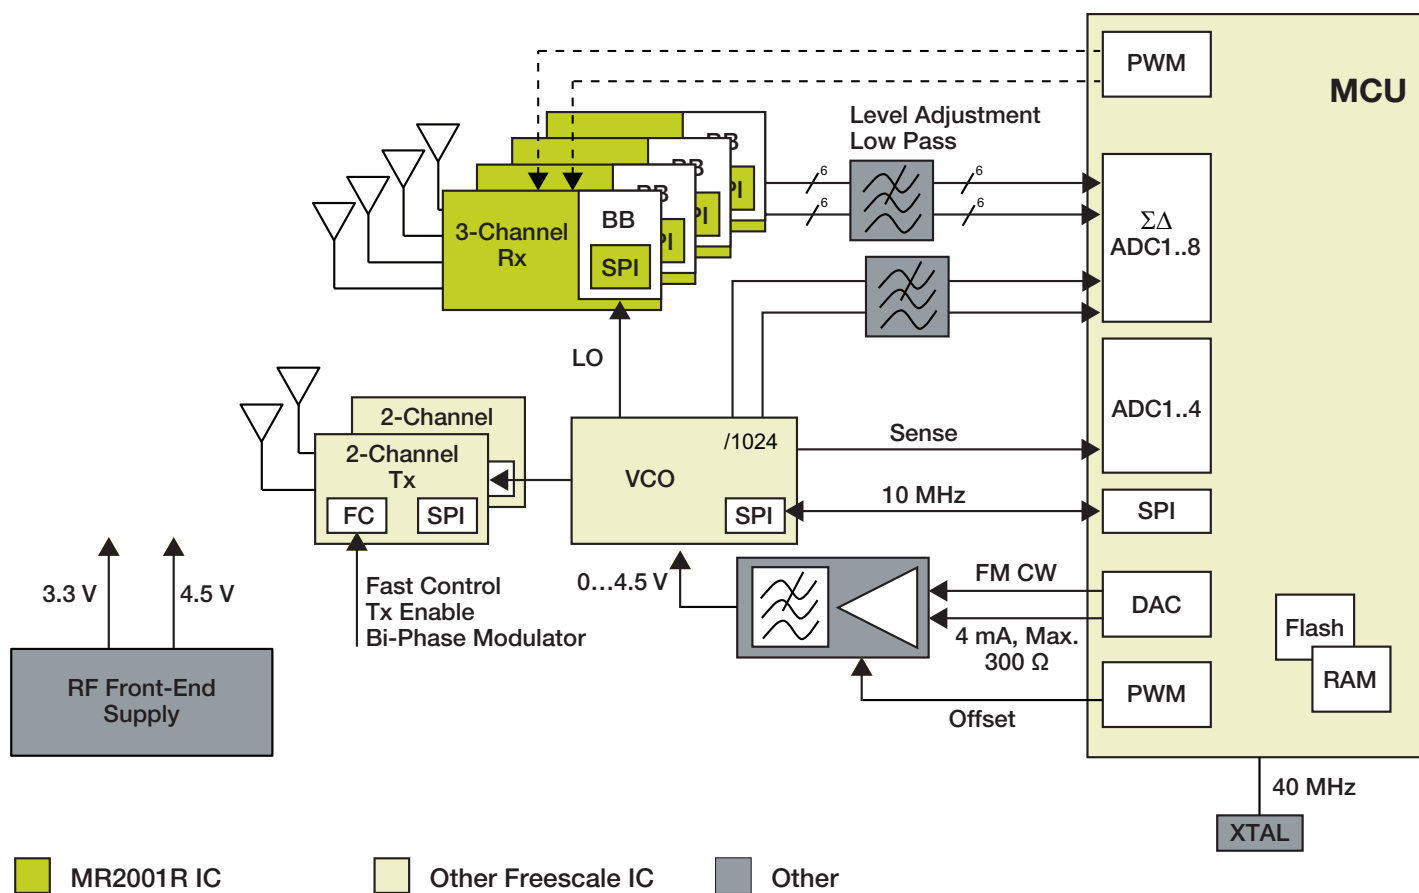 PWM
MCU
Level Adjustment
Low Pass
BB
BB
BB
6
6
6
6
3-Channel
Rx
BB
SPI
PI
PI
PI
ΣΔ
ADC1..8
LO
2-Channel
2-Channel
Tx
FC
SPI
/1024
VCO
SPI
Sense
ADC1..4
10 MHz
SPI
3.3 V
4.5 V
Fast Control
Tx Enable
Bi-Phase Modulator
0…4.5 V
FM CW
DAC
4 mA, Max.
300 Ω
Flash
RAM
RF Front-End
Supply
Offset
PWM
40 MHz
XTAL
MR2001R IC
Other Freescale IC
Other